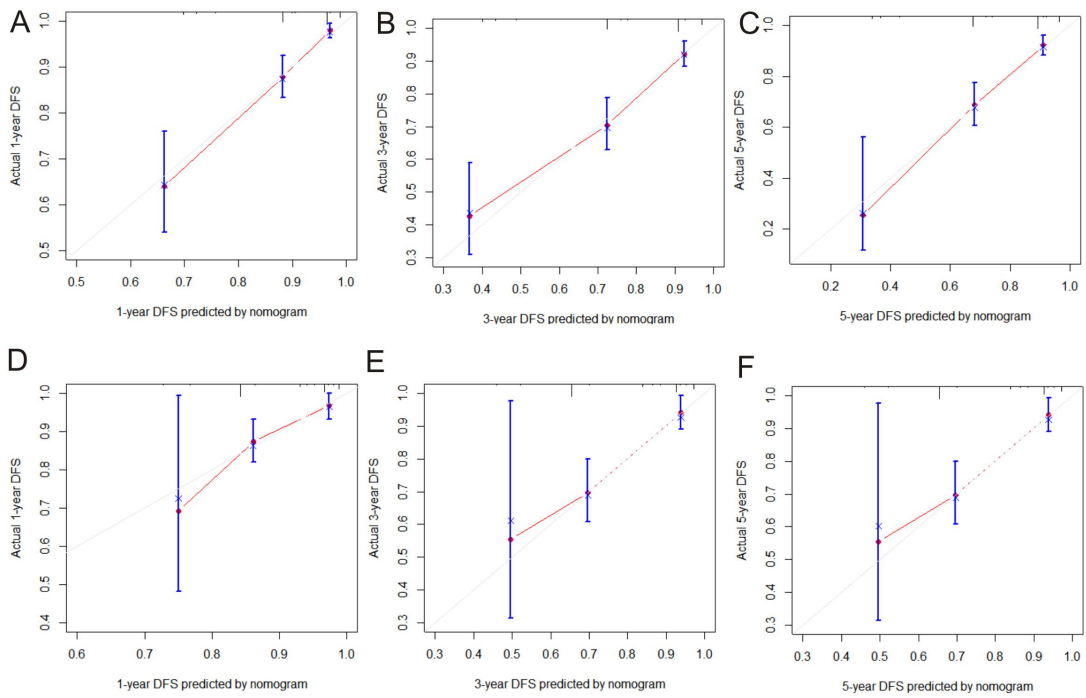 A
Actual 1-year DFS
1.0
0.9
0.8
0.7
0.6
0.5
0.5 0.6 0.7 0.8 0.9 1.0
1-year DFS predicted by nomogram
B
Actual 3-year DFS
1.0
0.9
0.8
0.7
0.6
0.5
0.4
0.3
0.3 0.4 0.5 0.6 0.7 0.8 0.9 1.0
3-year DFS predicted by nomogram
C
Actual 5-year DFS
1.0
0.8
0.6
0.4
0.2
0.2 0.4 0.6 0.8 1.0
5-year DFS predicted by nomogram
D
Actual 1-year DFS
1.0
0.9
0.8
0.7
0.6
0.5
0.4
0.6 0.7 0.8 0.9 1.0
1-year DFS predicted by nomogram
E
Actual 3-year DFS
1.0
0.9
0.8
0.7
0.6
0.5
0.4
0.3
0.3 0.4 0.5 0.6 0.7 0.8 0.9 1.0
3-year DFS predicted by nomogram
F
Actual 5-year DFS
1.0
0.9
0.8
0.7
0.6
0.5
0.4
0.3
0.3 0.4 0.5 0.6 0.7 0.8 0.9 1.0
5-year DFS predicted by nomogram